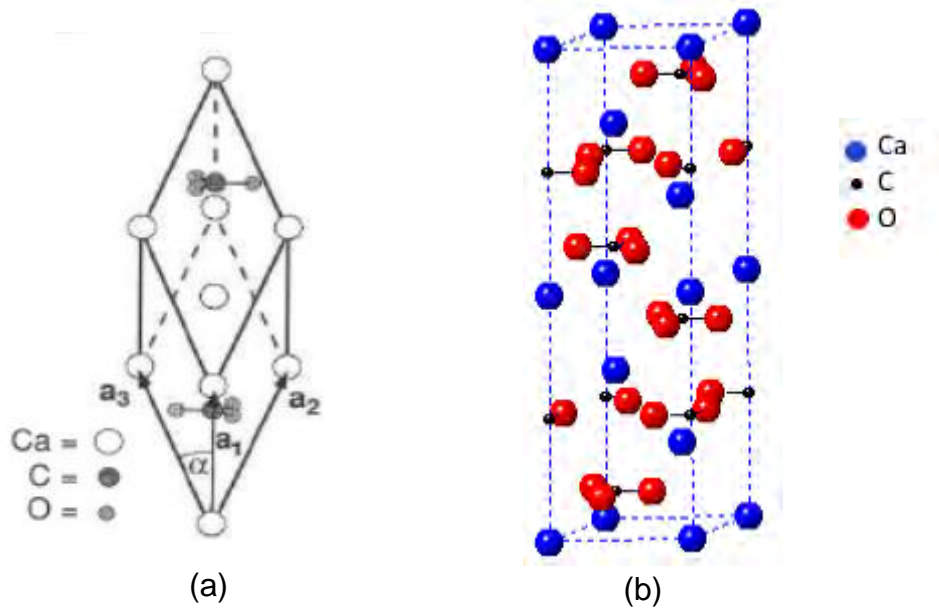 a₃
a₂
a₁
α
Ca =
C =
O =
(a)
Ca
C
O
(b)